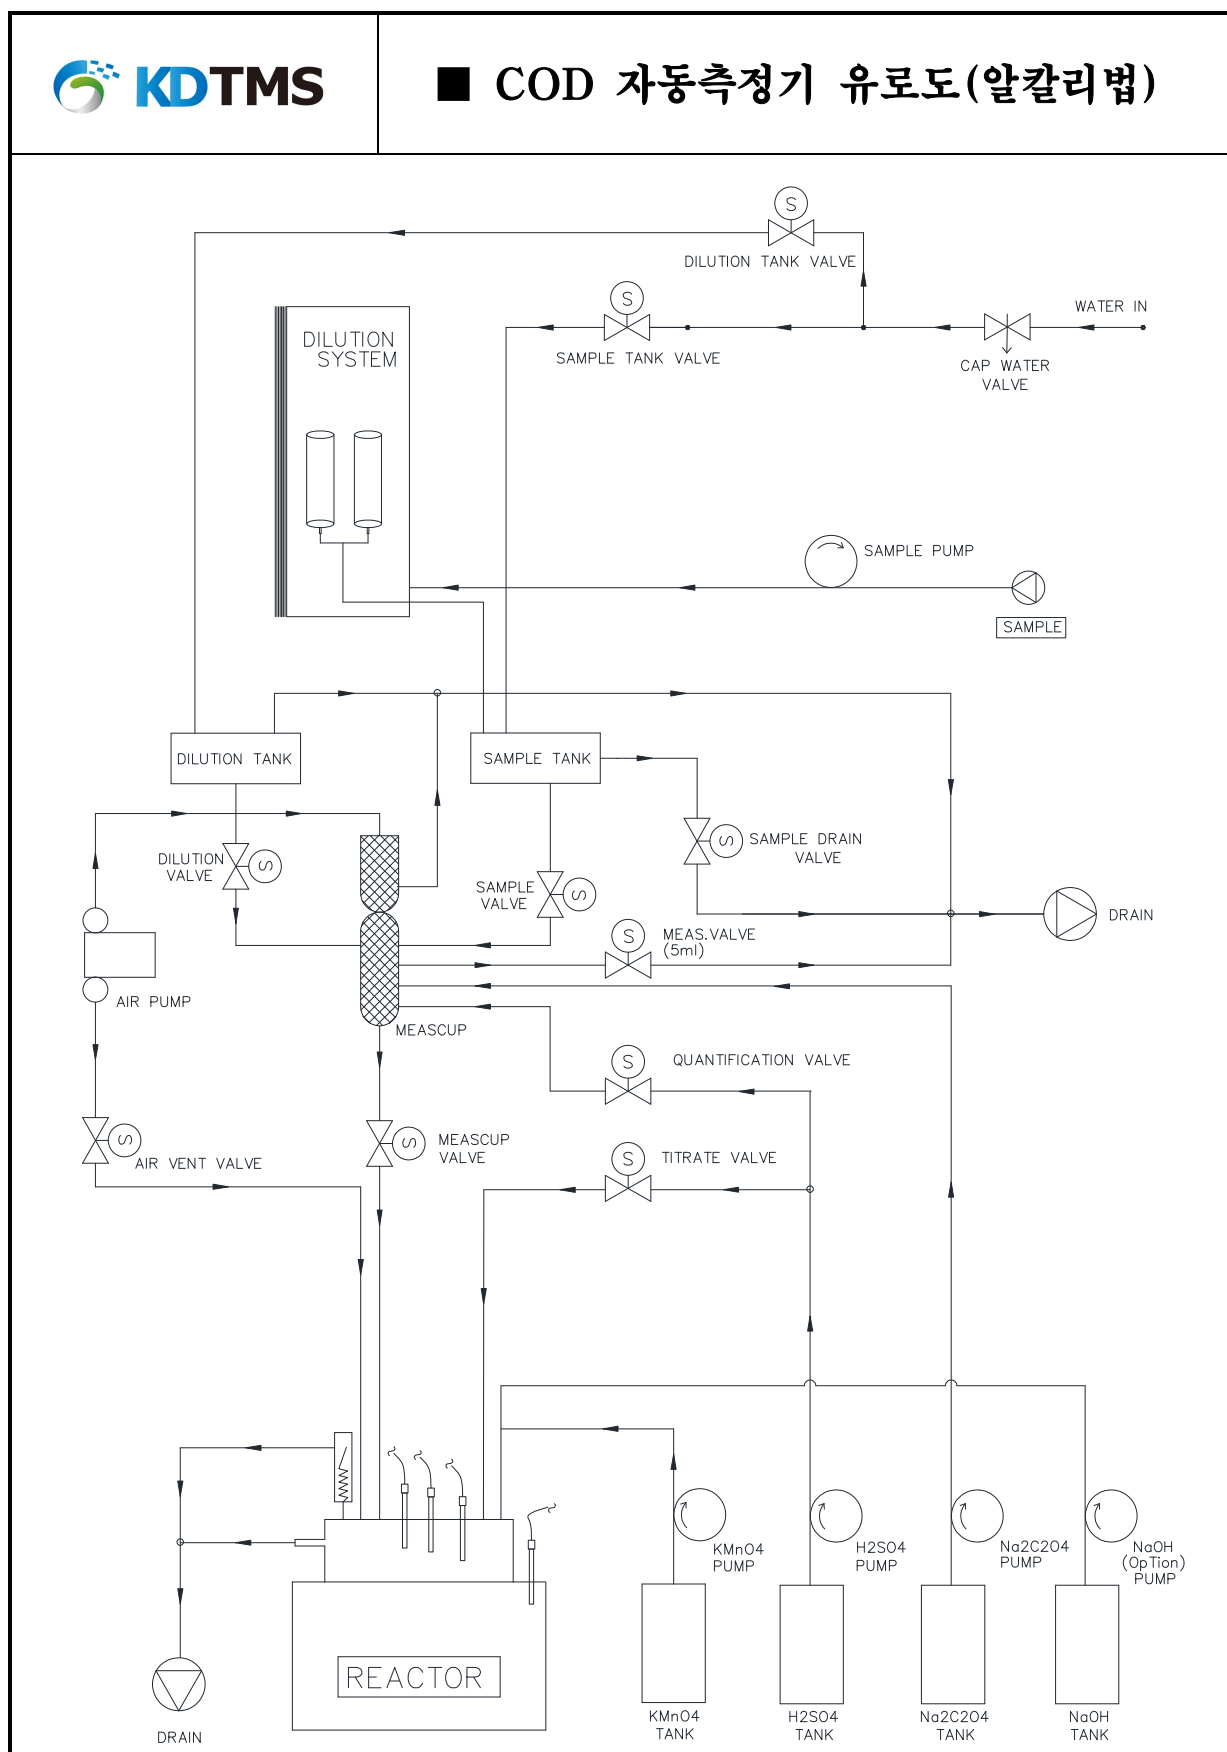 KDTMS
■ COD 자동측정기 유로도(알칼리법)
S
DILUTION TANK VALVE
S
WATER IN
DILUTION
SYSTEM
SAMPLE TANK VALVE
CAP WATER
VALVE
SAMPLE PUMP
SAMPLE
DILUTION TANK
SAMPLE TANK
DILUTION
VALVE
S
SAMPLE
VALVE
S
S
SAMPLE DRAIN
VALVE
DRAIN
S
MEAS.VALVE
(5ml)
AIR PUMP
MEASCUP
S
QUANTIFICATION VALVE
S
AIR VENT VALVE
S
MEASCUP
VALVE
S
TITRATE VALVE
KMnO4
PUMP
H2SO4
PUMP
Na2C2O4
PUMP
NaOH
(OpTion)
PUMP
REACTOR
DRAIN
KMnO4
TANK
H2SO4
TANK
Na2C2O4
TANK
NaOH
TANK